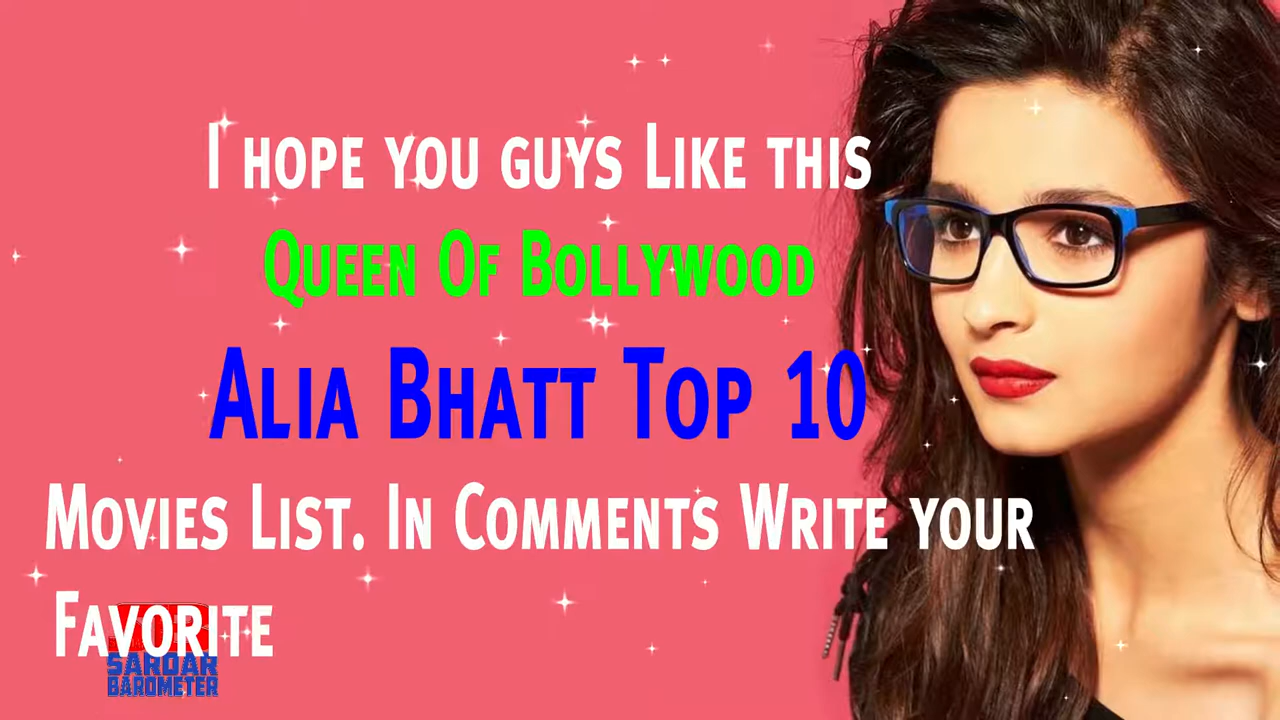 I hope you guys Like this
Queen Of Bollywood
Alia Bhatt Top 10
Movies List. In Comments Write your
Favorite
SARDAR
BAROMETER